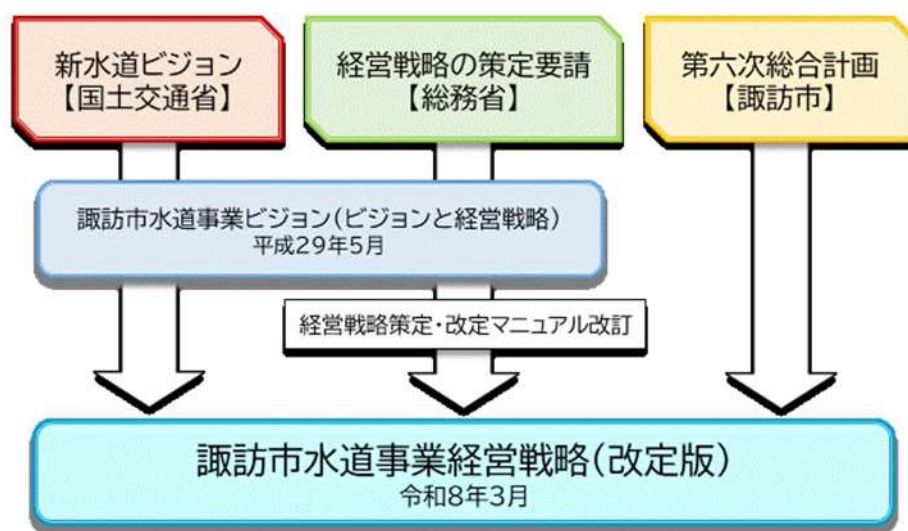 新水道ビジョン
【国土交通省】
経営戦略の策定要請
【総務省】
第六次総合計画
【諏訪市】
諏訪市水道事業ビジョン(ビジョンと経営戦略)
平成29年5月
経営戦略策定・改定マニュアル改訂
諏訪市水道事業経営戦略(改定版)
令和8年3月